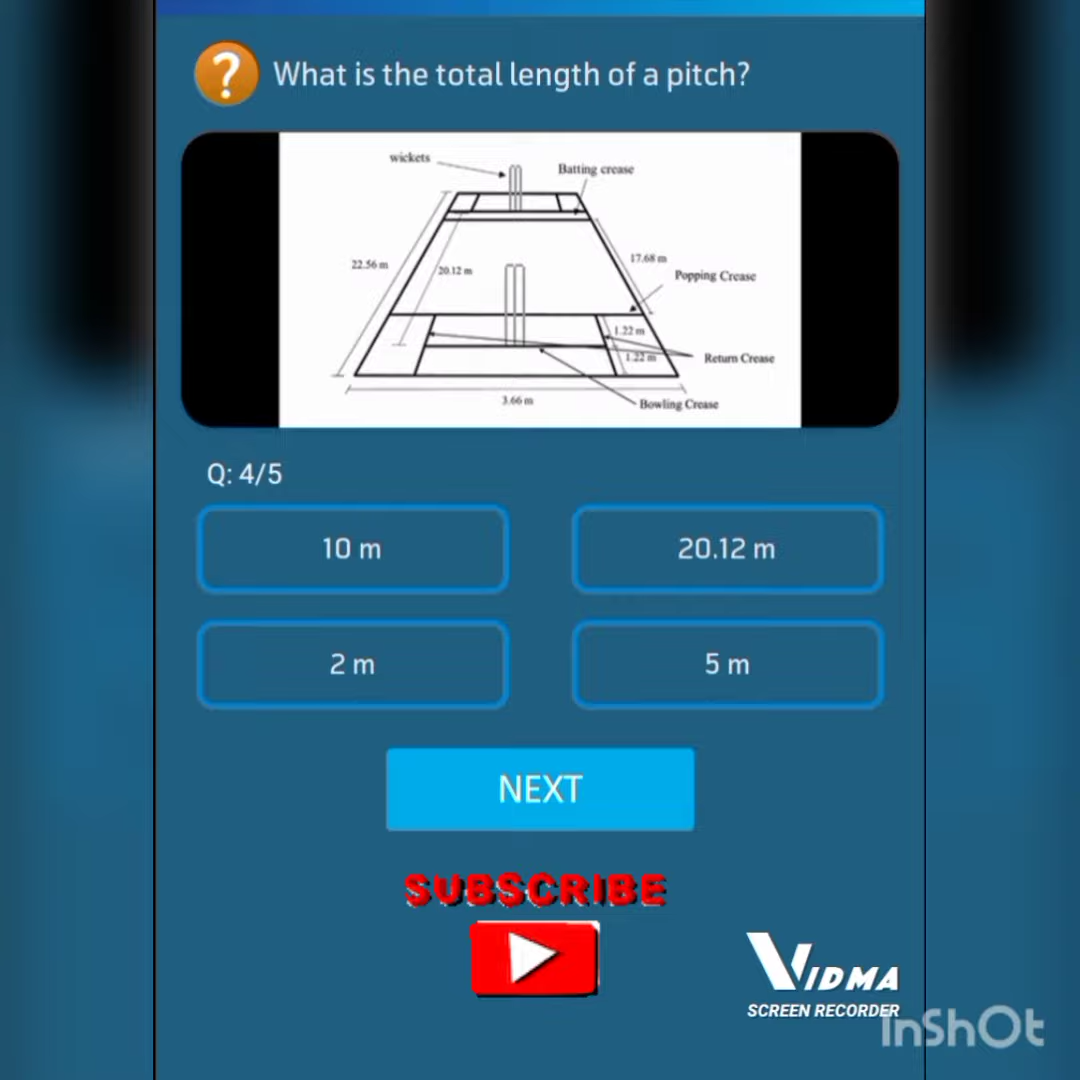 ? What is the total length of a pitch?
wickets
Batting crease
22.56 m
20.12 m
17.68 m
Popping Crease
1.22 m
1.22 m
Return Crease
3.66 m
Bowling Crease
Q: 4/5
10 m
20.12 m
2 m
5 m
NEXT
SUBSCRIBE
VIDMA
SCREEN RECORDER
InShOt